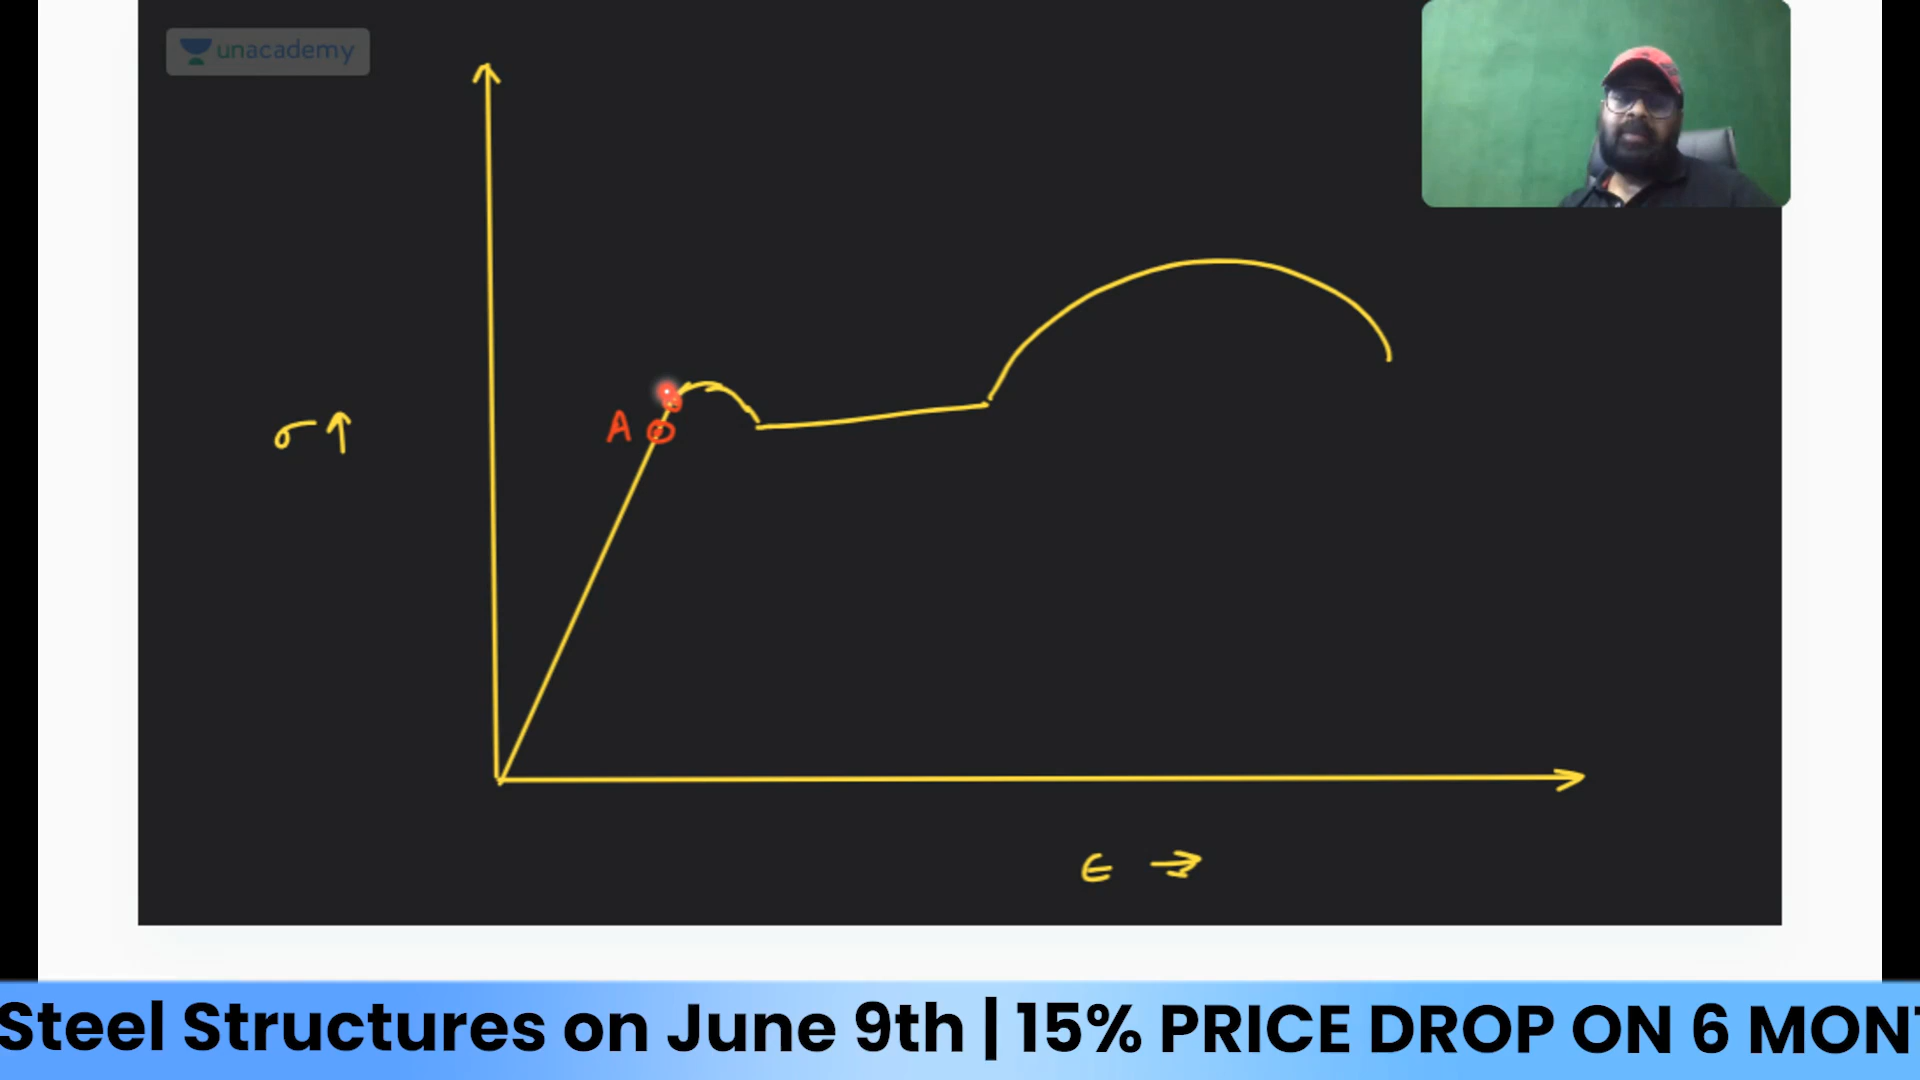 unacademy
σ↑
A
ϵ →
Steel Structures on June 9th | 15% PRICE DROP ON 6 MON